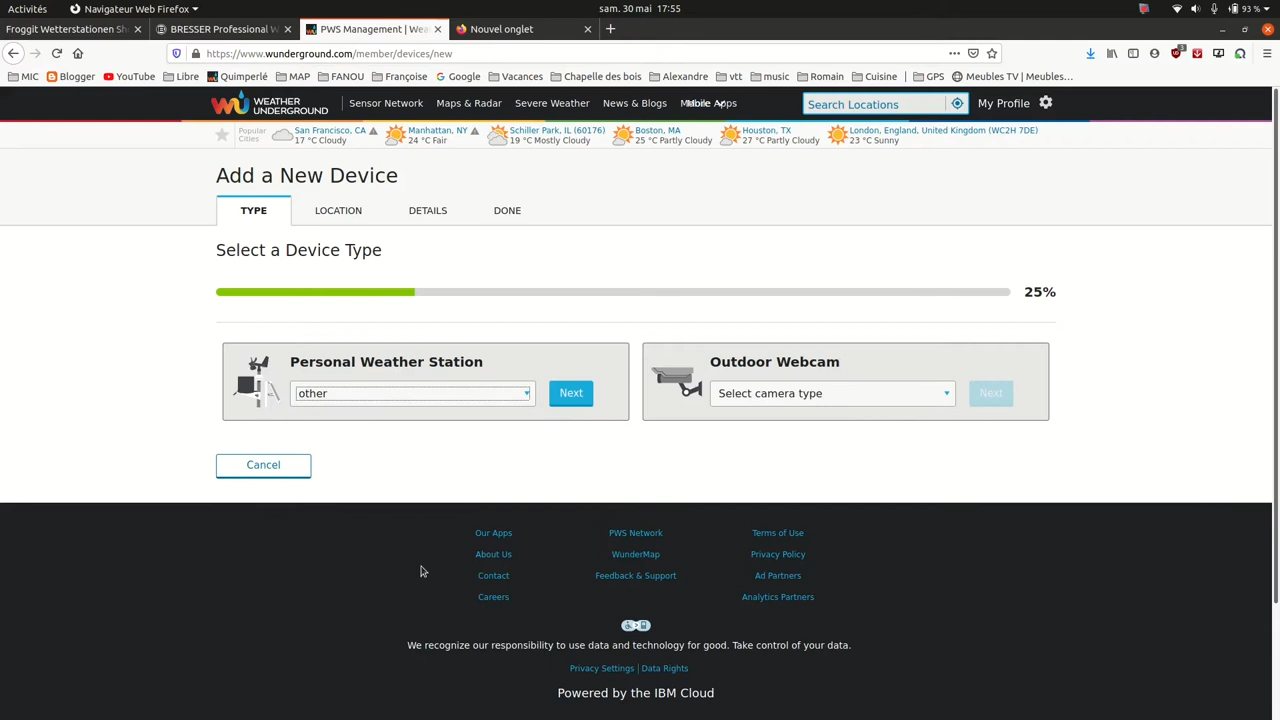 Activités
Navigateur Web Firefox
sam. 30 mai 17:55
93 %
Froggit Wetterstationen Sh
BRESSER Professional W
PWS Management | Wea
Nouvel onglet
https://www.wunderground.com/member/devices/new
MIC
Blogger
YouTube
Libre
Quimperlé
MAP
FANOU
Françoise
Google
Vacances
Chapelle des bois
Alexandre
vtt
music
Romain
Cuisine
GPS
Meubles TV | Meubles…
WEATHER
UNDERGROUND
Sensor Network
Maps & Radar
Severe Weather
News & Blogs
Mobile Apps
Search Locations
My Profile
Popular
Cities
San Francisco, CA
17 °C Cloudy
Manhattan, NY
24 °C Fair
Schiller Park, IL (60176)
19 °C Mostly Cloudy
Boston, MA
25 °C Partly Cloudy
Houston, TX
27 °C Partly Cloudy
London, England, United Kingdom (WC2H 7DE)
23 °C Sunny
Add a New Device
TYPE
LOCATION
DETAILS
DONE
Select a Device Type
25%
Personal Weather Station
other
Next
Outdoor Webcam
Select camera type
Next
Cancel
Our Apps
PWS Network
Terms of Use
About Us
WunderMap
Privacy Policy
Contact
Feedback & Support
Ad Partners
Careers
Analytics Partners
We recognize our responsibility to use data and technology for good. Take control of your data.
Privacy Settings | Data Rights
Powered by the IBM Cloud